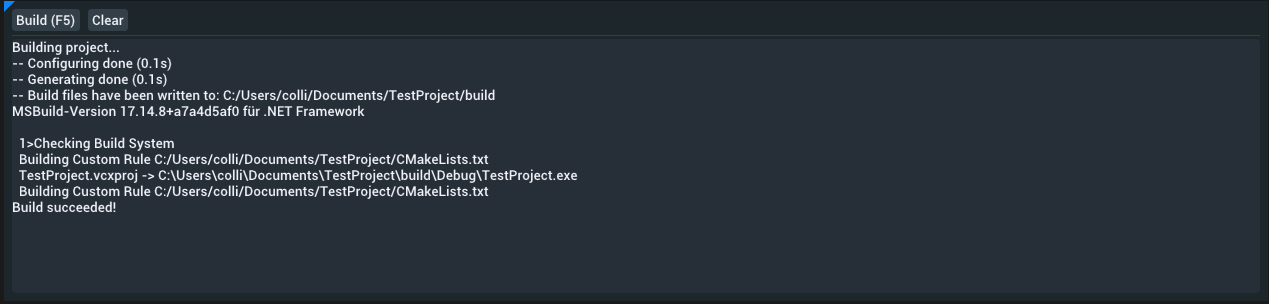 Build (F5) Clear
Building project...
-- Configuring done (0.1s)
-- Generating done (0.1s)
-- Build files have been written to: C:/Users/colli/Documents/TestProject/build
MSBuild-Version 17.14.8+a7a4d5af0 für .NET Framework
1>Checking Build System
Building Custom Rule C:/Users/colli/Documents/TestProject/CMakeLists.txt
TestProject.vcxproj -> C:\Users\colli\Documents\TestProject\build\Debug\TestProject.exe
Building Custom Rule C:/Users/colli/Documents/TestProject/CMakeLists.txt
Build succeeded!